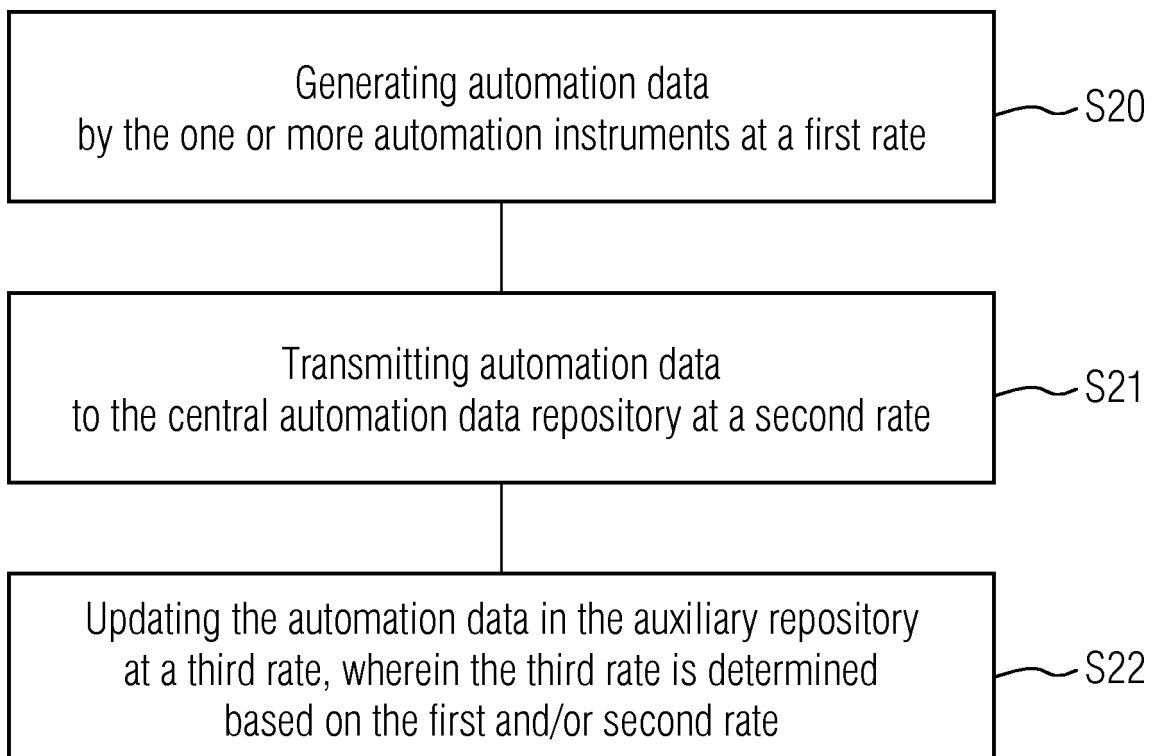 Generating automation data
by the one or more automation instruments at a first rate
S20
Transmitting automation data
to the central automation data repository at a second rate
S21
Updating the automation data in the auxiliary repository
at a third rate, wherein the third rate is determined
based on the first and/or second rate
S22